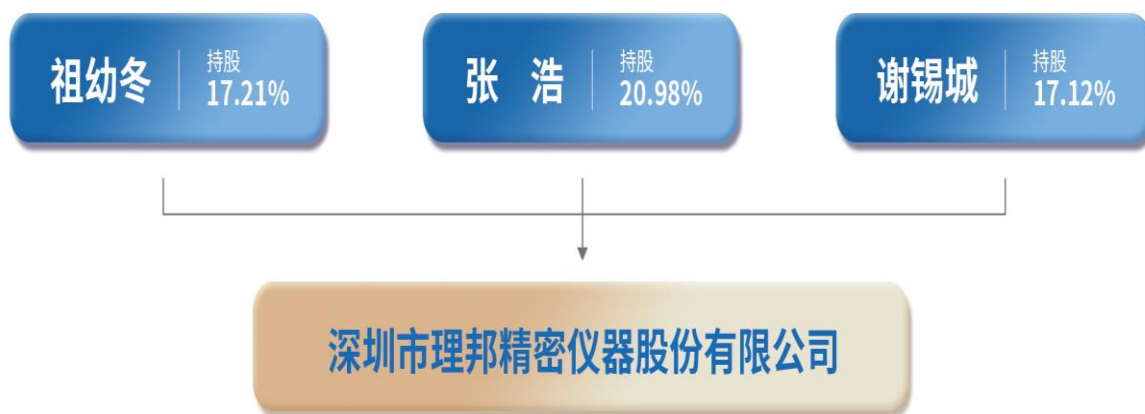 祖幼冬
持股
17.21%
张 浩
持股
20.98%
谢锡城
持股
17.12%
深圳市理邦精密仪器股份有限公司